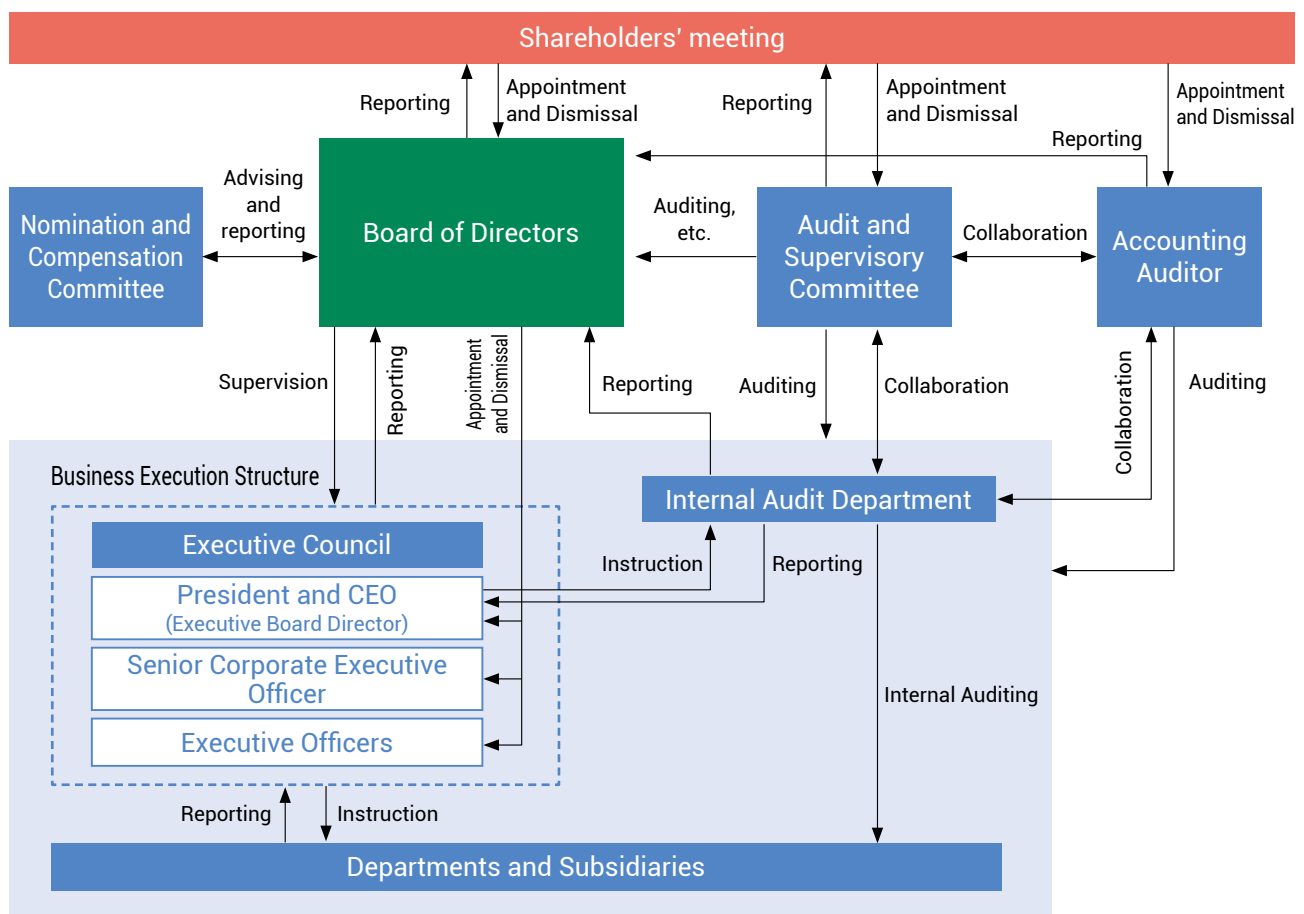 Shareholders' meeting
Reporting
Appointment
and Dismissal
Reporting
Appointment
and Dismissal
Appointment
and Dismissal
Reporting
Nomination and
Compensation
Committee
Advising
and
reporting
Board of Directors
Auditing,
etc.
Audit and
Supervisory
Committee
Collaboration
Accounting
Auditor
Supervision
Reporting
Appointment
and Dismissal
Reporting
Auditing
Collaboration
Collaboration
Auditing
Business Execution Structure
Internal Audit Department
Executive Council
Instruction
Reporting
President and CEO
(Executive Board Director)
Senior Corporate Executive
Officer
Internal Auditing
Executive Officers
Reporting
Instruction
Departments and Subsidiaries